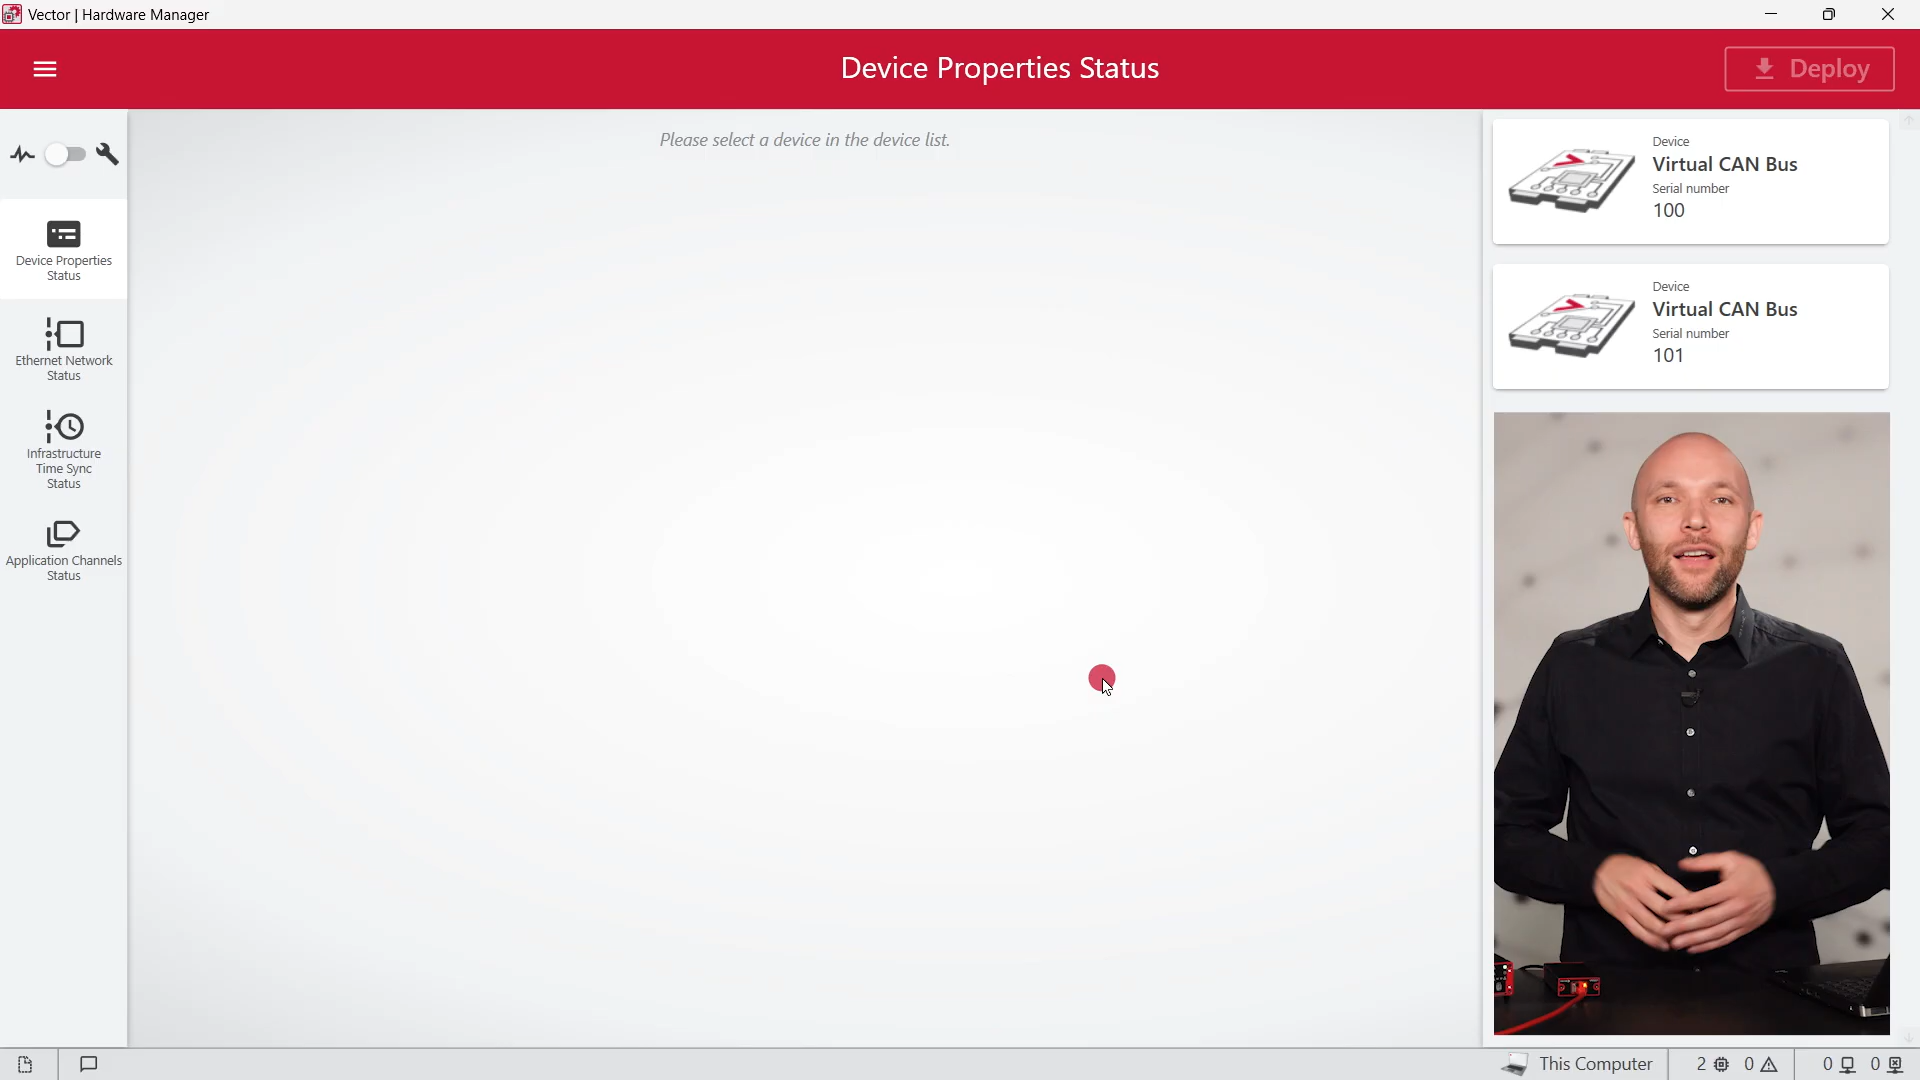 Vector | Hardware Manager
Device Properties Status
Deploy
Please select a device in the device list.
Device Properties
Status
Ethernet Network
Status
Infrastructure
Time Sync
Status
Application Channels
Status
Device
Virtual CAN Bus
Serial number
100
Device
Virtual CAN Bus
Serial number
101
This Computer
2
0
0
0